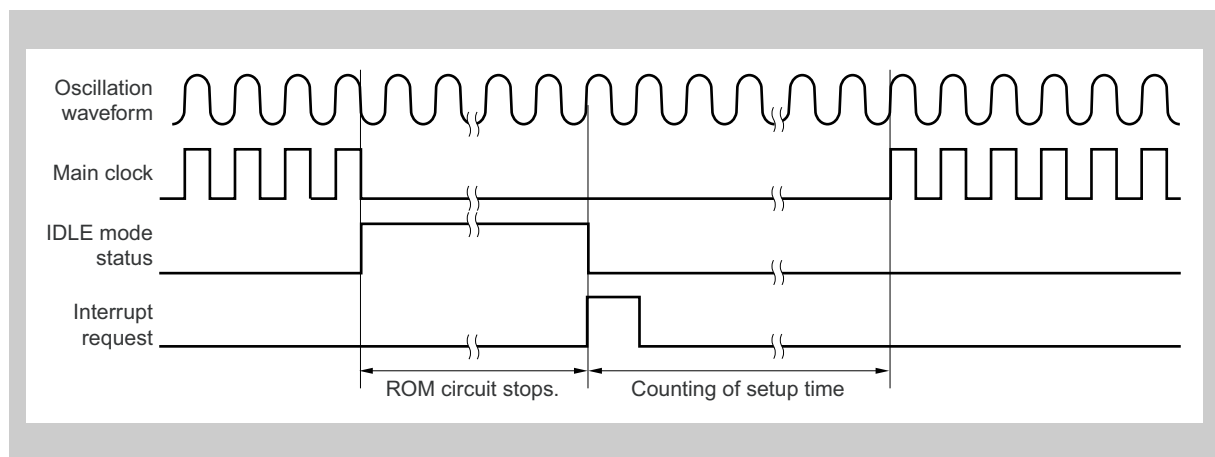 Oscillation
waveform
Main clock
IDLE mode
status
Interrupt
request
ROM circuit stops.
Counting of setup time